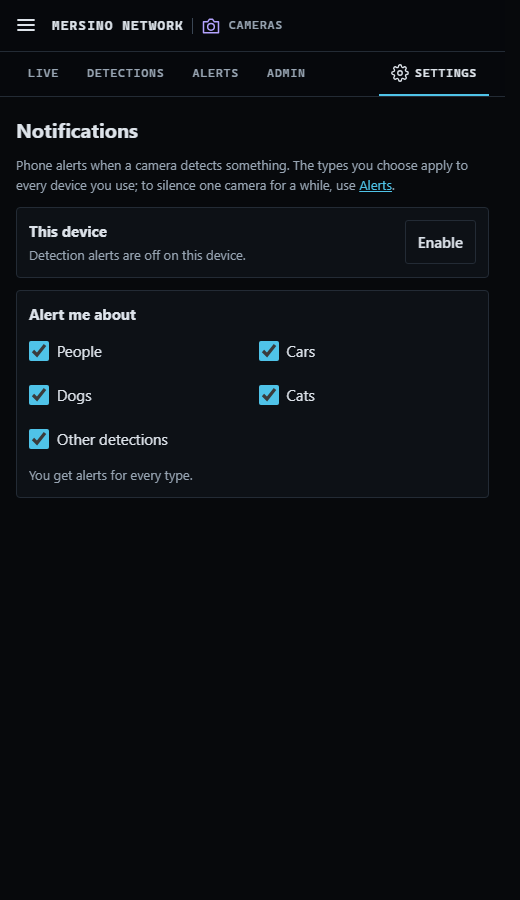 MERSINO NETWORK CAMERAS
LIVE DETECTIONS ALERTS ADMIN SETTINGS
Notifications
Phone alerts when a camera detects something. The types you choose apply to
every device you use; to silence one camera for a while, use Alerts.
This device
Detection alerts are off on this device.
Enable
Alert me about
People Cars
Dogs Cats
Other detections
You get alerts for every type.